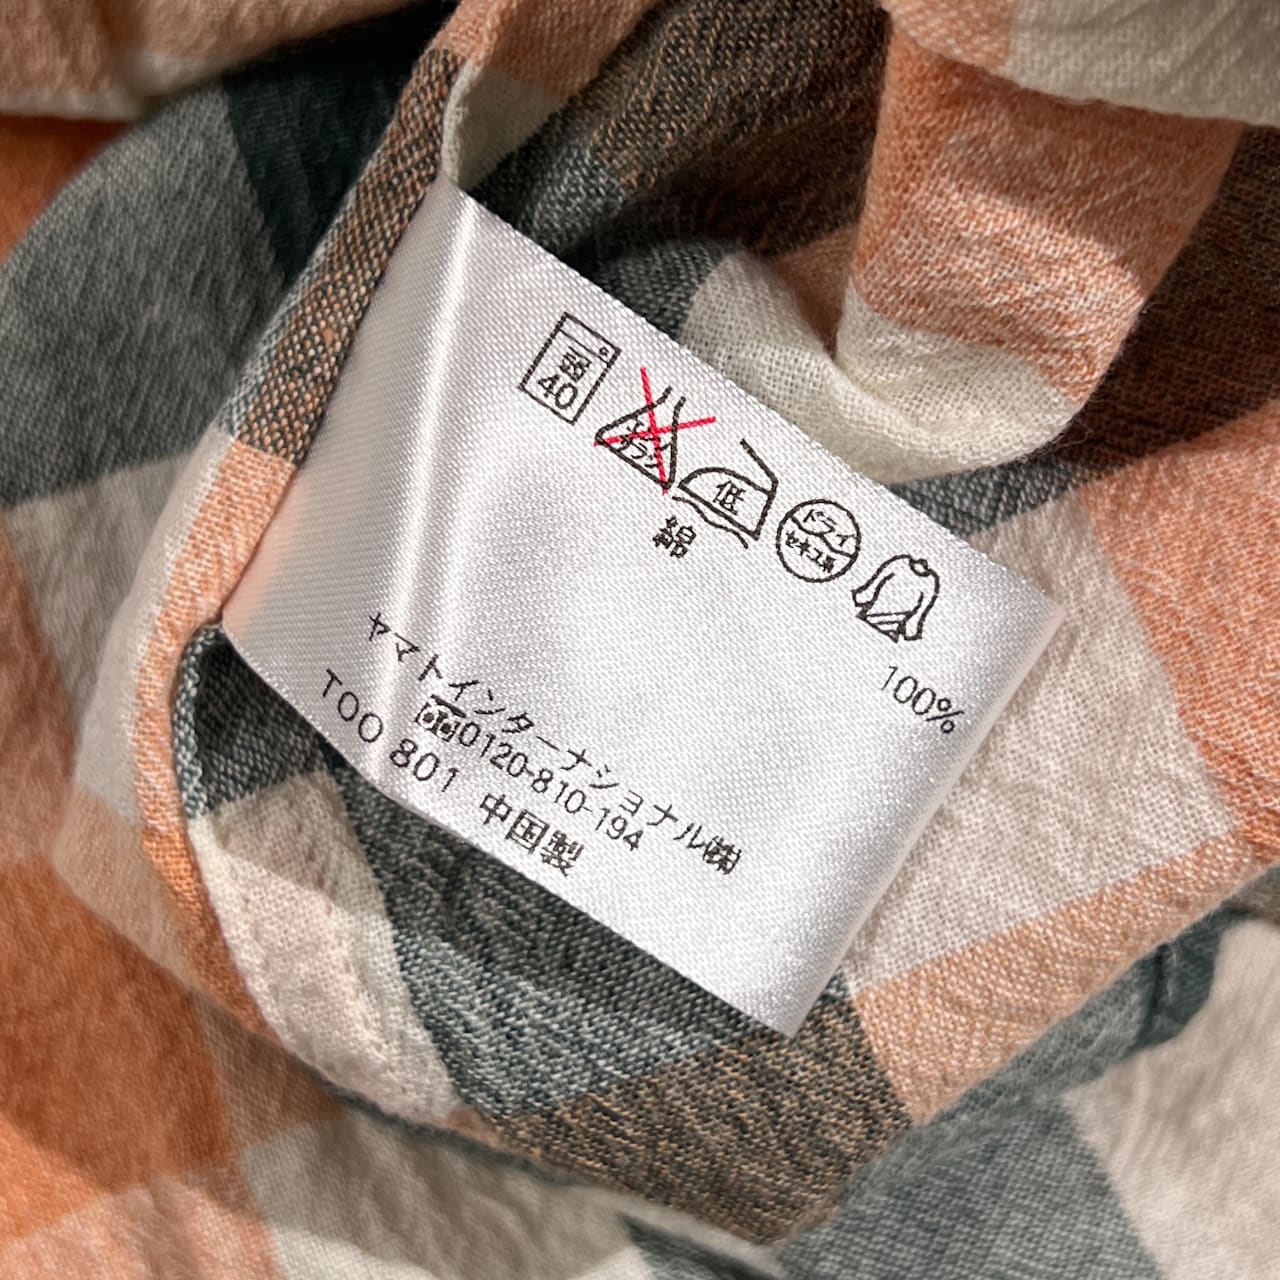 弱
40
エンソ
サラシ
低
ドライ
セキユ系
綿 100%
ヤマトインターナショナル㈱
0120-810-194
TOO 801 中国製